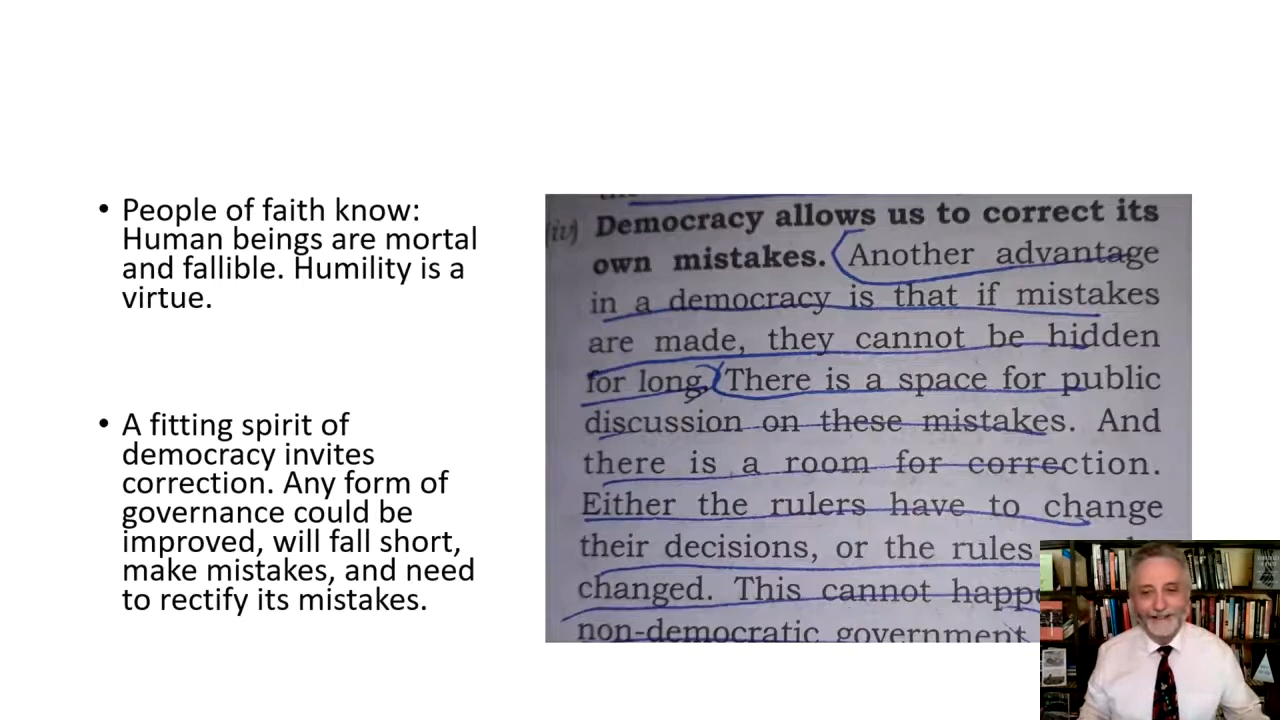 • People of faith know:
Human beings are mortal
and fallible. Humility is a
virtue.
• A fitting spirit of
democracy invites
correction. Any form of
governance could be
improved, will fall short,
make mistakes, and need
to rectify its mistakes.
(iv) Democracy allows us to correct its
own mistakes. Another advantage
in a democracy is that if mistakes
are made, they cannot be hidden
for long. There is a space for public
discussion on these mistakes. And
there is a room for correction.
Either the rulers have to change
their decisions, or the rules
changed. This cannot
non-democratic government